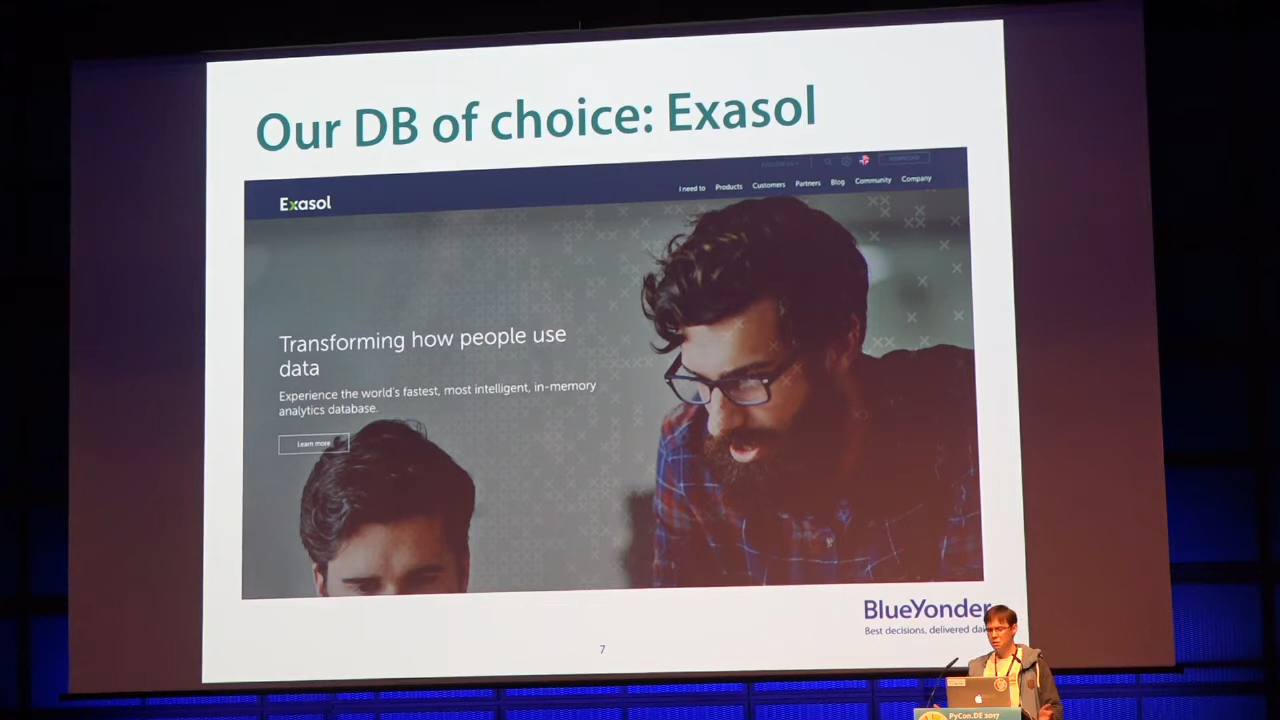 Our DB of choice: Exasol
DOWNLOAD
Exasol
I need to Products Customers Partners Blog Community Company
Transforming how people use
data
Experience the world's fastest, most intelligent, in-memory
analytics database.
Learn more
BlueYonder
Best decisions, delivered
7
PyCon.DE 2017